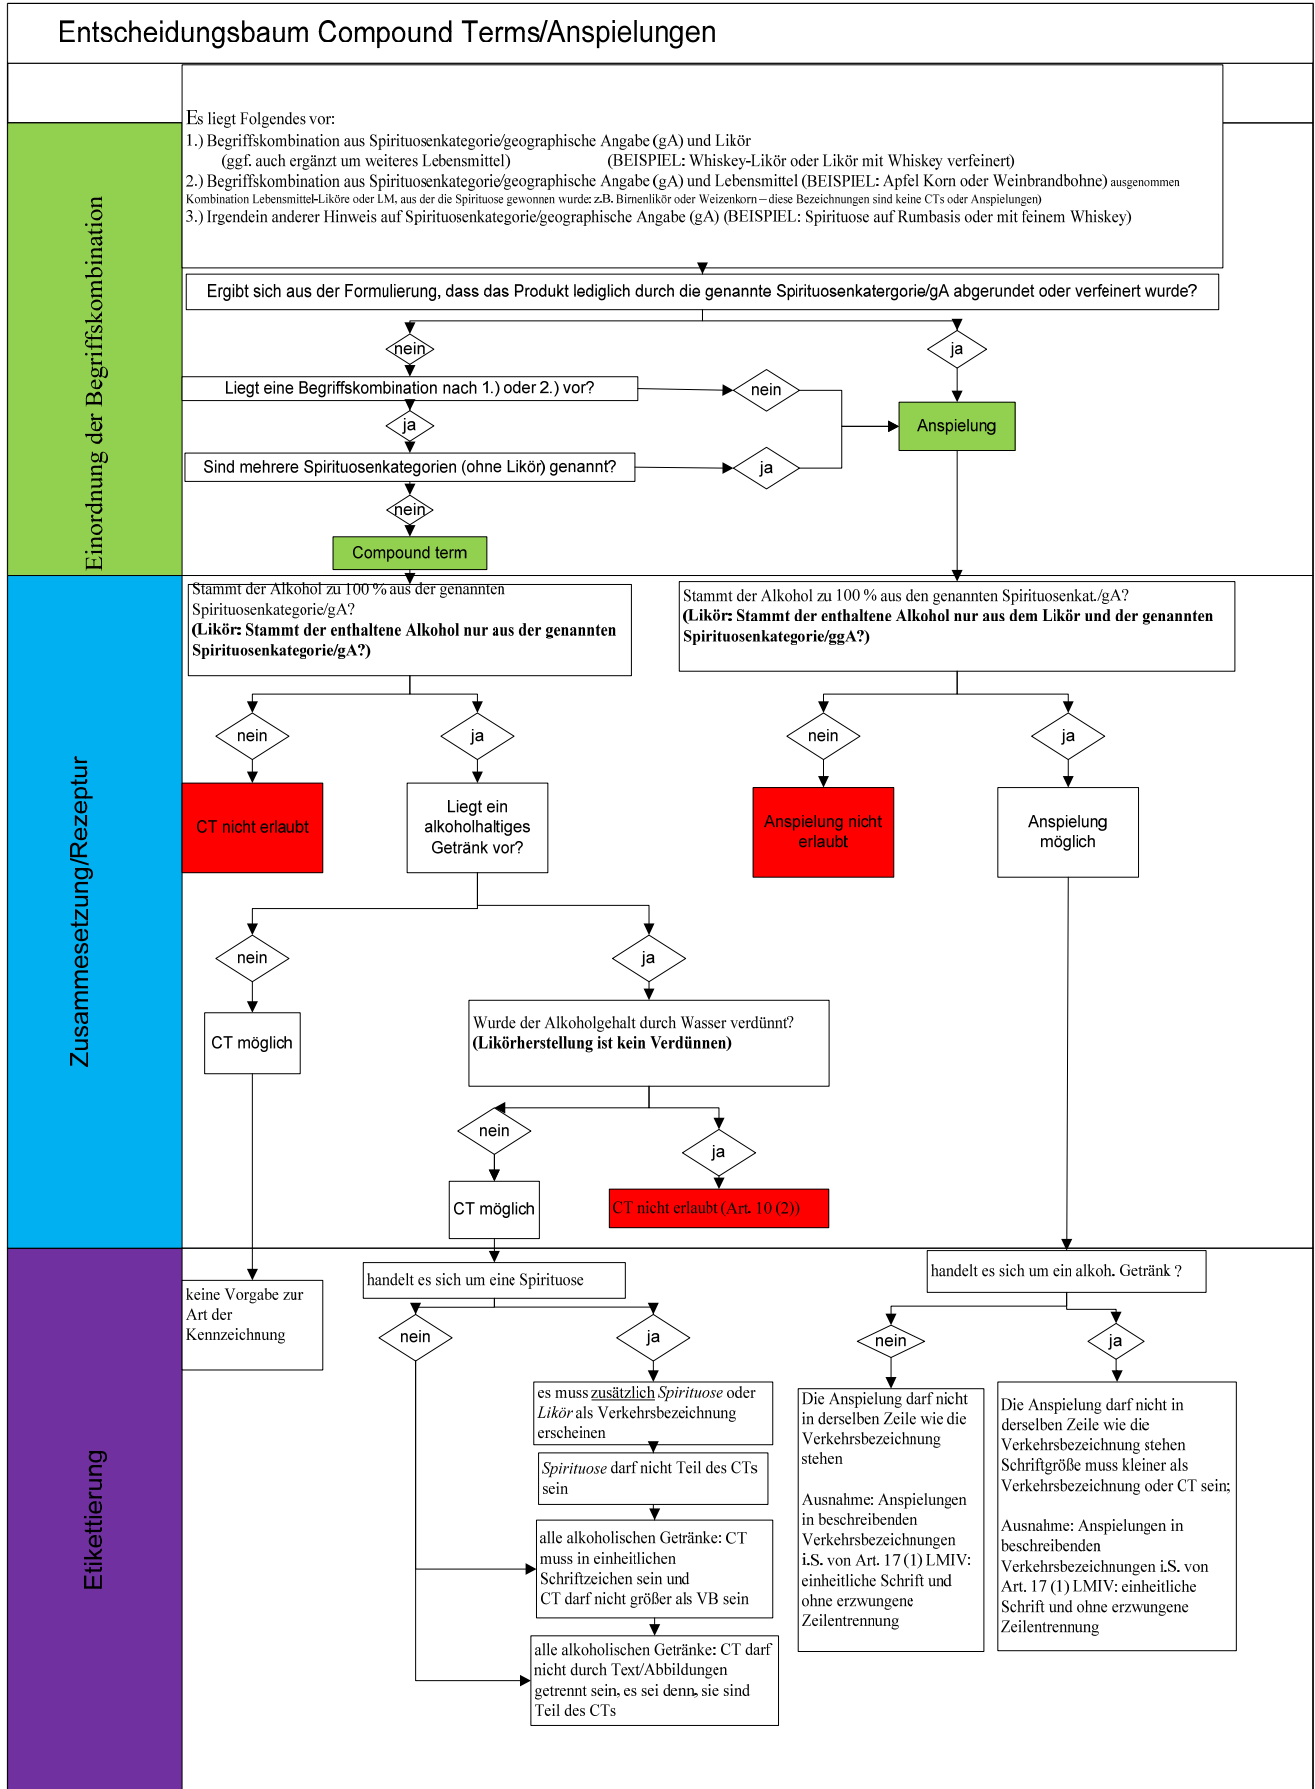 Entscheidungsbaum Compound Terms/Anspielungen
Einordnung der Begriffskombination
Es liegt Folgendes vor:
1.) Begriffskombination aus Spirituosenkategorie/geographische Angabe (gA) und Likör
(ggf. auch ergänzt um weiteres Lebensmittel) (BEISPIEL: Whiskey-Likör oder Likör mit Whiskey verfeinert)
2.) Begriffskombination aus Spirituosenkategorie/geographische Angabe (gA) und Lebensmittel (BEISPIEL: Apfel Korn oder Weinbrandbohne) ausgenommen
Kombination Lebensmittel-Liköre oder LM, aus der die Spirituose gewonnen wurde: z.B. Birnenlikör oder Weizenkorn – diese Bezeichnungen sind keine CTs oder Anspielungen)
3.) Irgendein anderer Hinweis auf Spirituosenkategorie/geographische Angabe (gA) (BEISPIEL: Spirituose auf Rumbasis oder mit feinem Whiskey)
Ergibt sich aus der Formulierung, dass das Produkt lediglich durch die genannte Spirituosenkatergorie/gA abgerundet oder verfeinert wurde?
nein
ja
Liegt eine Begriffskombination nach 1.) oder 2.) vor?
nein
ja
Anspielung
Sind mehrere Spirituosenkategorien (ohne Likör) genannt?
ja
nein
Compound term
Zusammesetzung/Rezeptur
Stammt der Alkohol zu 100 % aus der genannten
Spirituosenkategorie/gA?
(Likör: Stammt der enthaltene Alkohol nur aus der genannten
Spirituosenkategorie/gA?)
Stammt der Alkohol zu 100 % aus den genannten Spirituosenkat./gA?
(Likör: Stammt der enthaltene Alkohol nur aus dem Likör und der genannten
Spirituosenkategorie/ggA?)
nein
ja
nein
ja
CT nicht erlaubt
Liegt ein
alkoholhaltiges
Getränk vor?
Anspielung nicht
erlaubt
Anspielung
möglich
nein
ja
CT möglich
Wurde der Alkoholgehalt durch Wasser verdünnt?
(Likörherstellung ist kein Verdünnen)
nein
ja
CT möglich
CT nicht erlaubt (Art. 10 (2))
Etikettierung
keine Vorgabe zur
Art der
Kennzeichnung
handelt es sich um eine Spirituose
handelt es sich um ein alkoh. Getränk ?
nein
ja
nein
ja
es muss zusätzlich Spirituose oder
Likör als Verkehrsbezeichnung
erscheinen
Spirituose darf nicht Teil des CTs
sein
alle alkoholischen Getränke: CT
muss in einheitlichen
Schriftzeichen sein und
CT darf nicht größer als VB sein
alle alkoholischen Getränke: CT darf
nicht durch Text/Abbildungen
getrennt sein, es sei denn, sie sind
Teil des CTs
Die Anspielung darf nicht
in derselben Zeile wie die
Verkehrsbezeichnung
stehen
Ausnahme: Anspielungen
in beschreibenden
Verkehrsbezeichnungen
i.S. von Art. 17 (1) LMIV:
einheitliche Schrift und
ohne erzwungene
Zeilentrennung
Die Anspielung darf nicht in
derselben Zeile wie die
Verkehrsbezeichnung stehen
Schriftgröße muss kleiner als
Verkehrsbezeichnung oder CT sein;
Ausnahme: Anspielungen in
beschreibenden
Verkehrsbezeichnungen i.S. von
Art. 17 (1) LMIV: einheitliche
Schrift und ohne erzwungene
Zeilentrennung